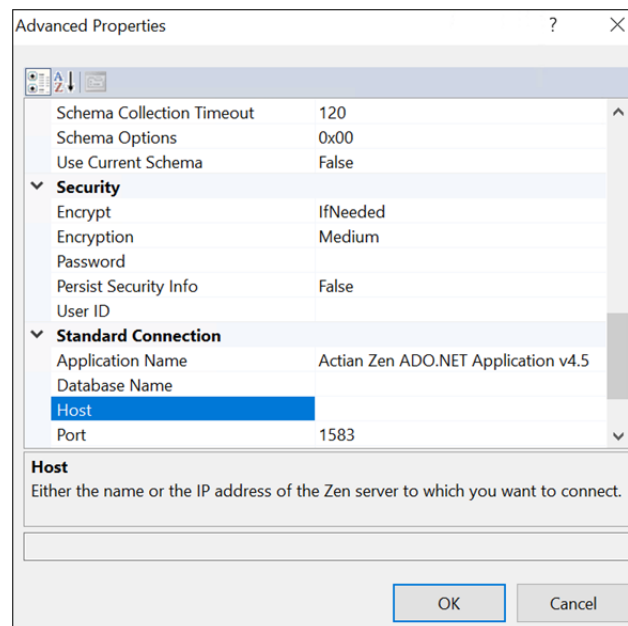 Advanced Properties ?
Schema Collection Timeout 120
Schema Options 0x00
Use Current Schema False
Security
Encrypt IfNeeded
Encryption Medium
Password
Persist Security Info False
User ID
Standard Connection
Application Name Actian Zen ADO.NET Application v4.5
Database Name
Host
Port 1583
Host
Either the name or the IP address of the Zen server to which you want to connect.
OK Cancel